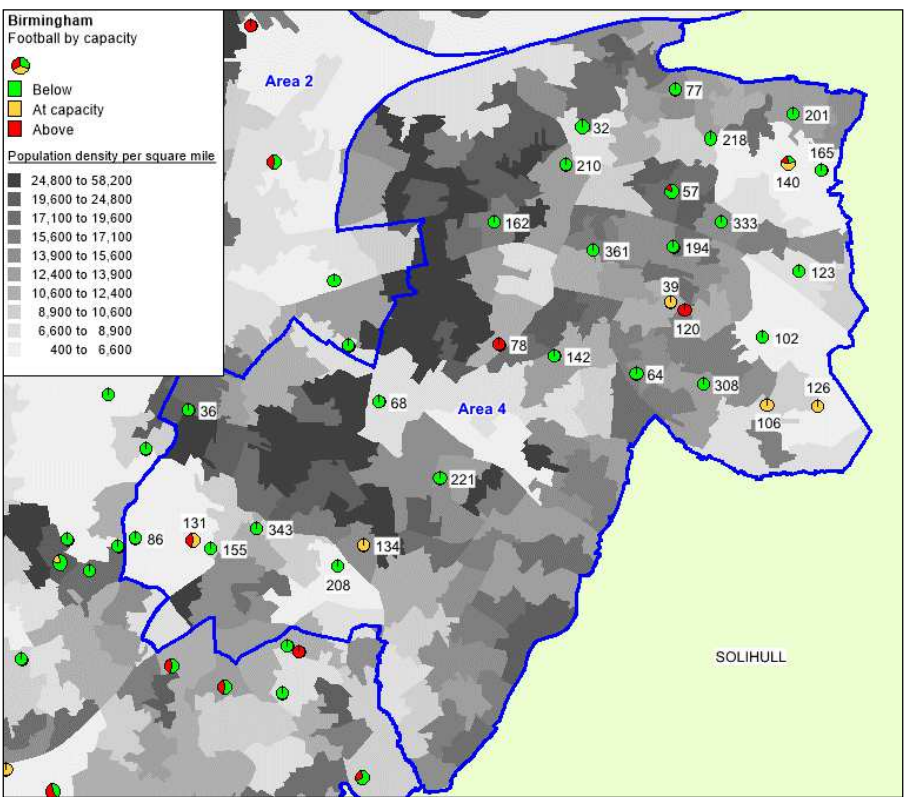 Birmingham
Football by capacity
Below
At capacity
Above
Population density per square mile
24,800 to 58,200
19,600 to 24,800
17,100 to 19,600
15,600 to 17,100
13,900 to 15,600
12,400 to 13,900
10,600 to 12,400
8,900 to 10,600
6,600 to 8,900
400 to 6,600
Area 2
77
201
32
218
165
210
140
57
162
333
361
194
123
39
120
102
78
142
64
308
126
68
Area 4
36
106
221
131
343
86
155
134
208
SOLIHULL